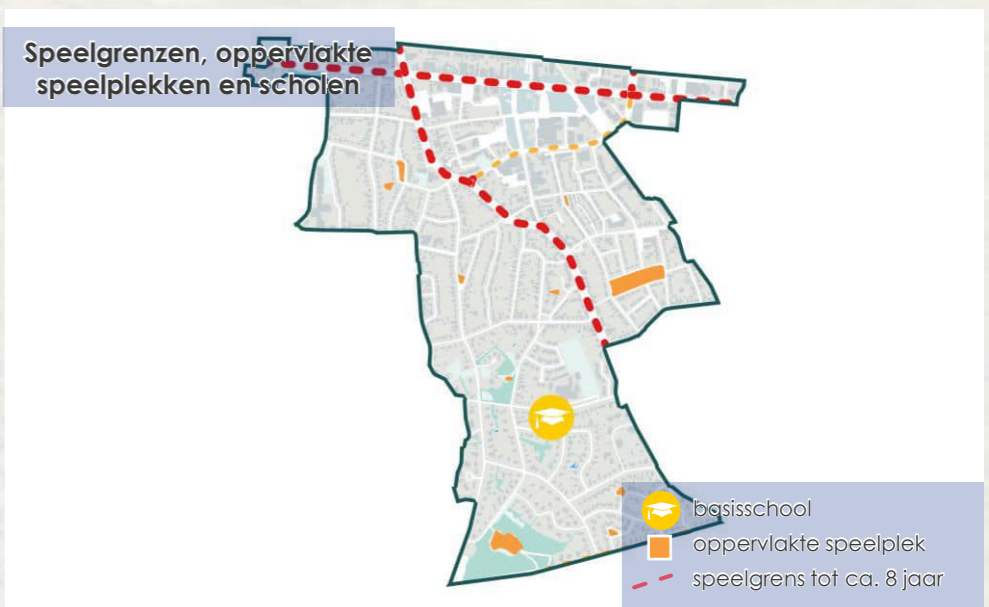 Speelgrenzen, oppervlakte
speelplekken en scholen
basisschool
oppervlakte speelplek
speelgrens tot ca. 8 jaar